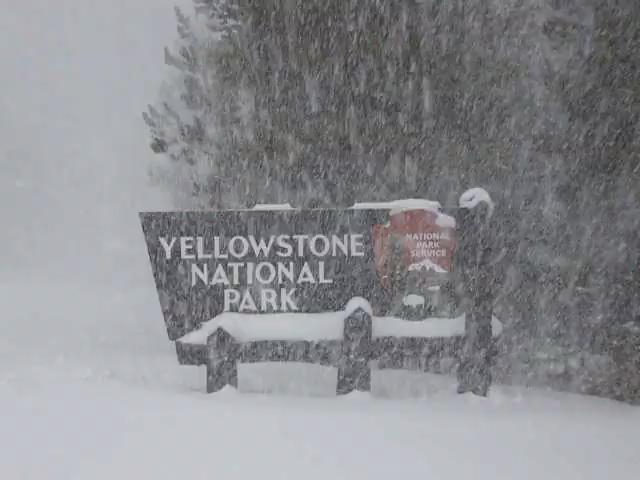 YELLOWSTONE
NATIONAL
PARK
NATIONAL
PARK
SERVICE